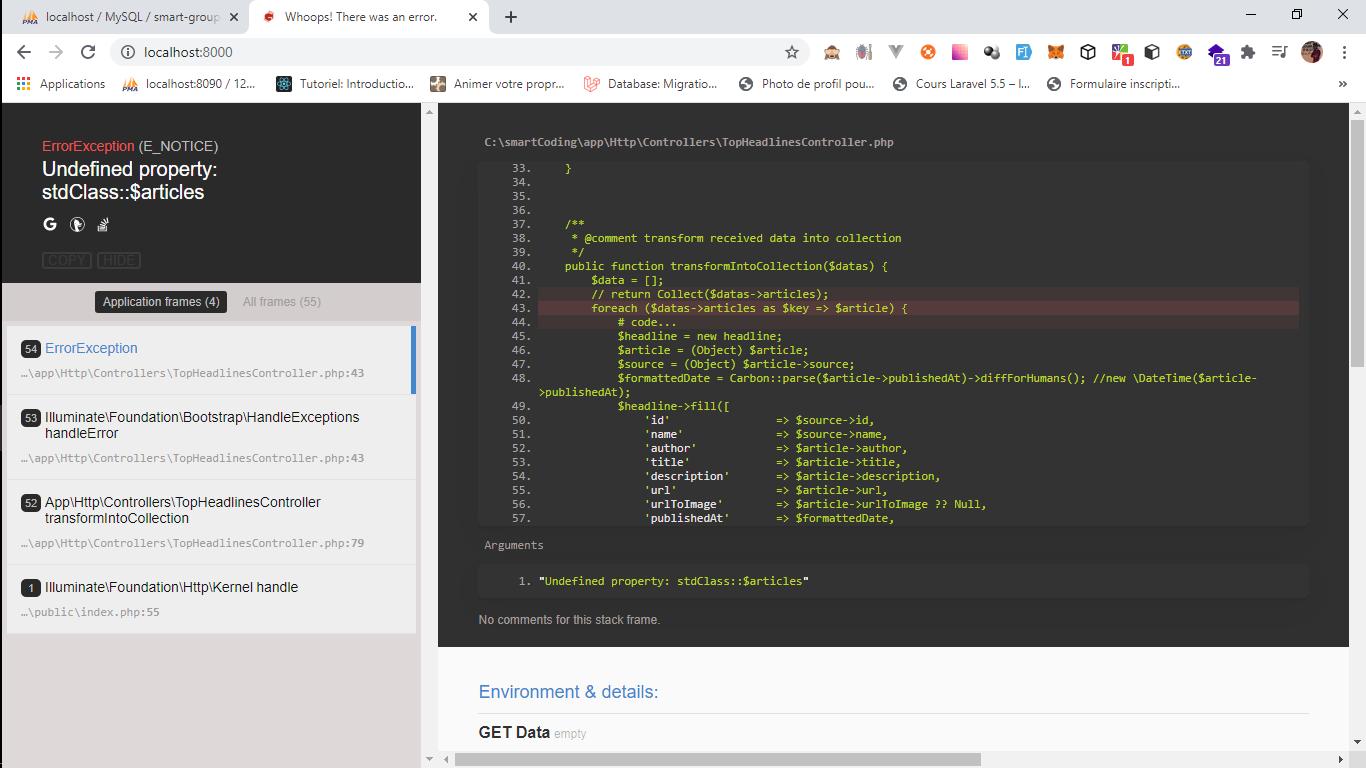 localhost / MySQL / smart-group
Whoops! There was an error.
localhost:8000
1
21
Applications
localhost:8090 / 12...
Tutoriel: Introductio...
Animer votre propr...
Database: Migratio...
Photo de profil pou...
Cours Laravel 5.5 – l...
Formulaire inscripti...
»
ErrorException (E_NOTICE)
Undefined property:
stdClass::$articles
COPY HIDE
Application frames (4)
All frames (55)
54 ErrorException
…\app\Http\Controllers\TopHeadlinesController.php:43
53 Illuminate\Foundation\Bootstrap\HandleExceptions
handleError
…\app\Http\Controllers\TopHeadlinesController.php:43
52 App\Http\Controllers\TopHeadlinesController
transformIntoCollection
…\app\Http\Controllers\TopHeadlinesController.php:79
1 Illuminate\Foundation\Http\Kernel handle
…\public\index.php:55
C:\smartCoding\app\Http\Controllers\TopHeadlinesController.php
33. }
34.
35.
36.
37. /**
38. * @comment transform received data into collection
39. */
40. public function transformIntoCollection($datas) {
41. $data = [];
42. // return Collect($datas->articles);
43. foreach ($datas->articles as $key => $article) {
44. # code...
45. $headline = new headline;
46. $article = (Object) $article;
47. $source = (Object) $article->source;
48. $formattedDate = Carbon::parse($article->publishedAt)->diffForHumans(); //new \DateTime($article-
>publishedAt);
49. $headline->fill([
50. 'id' => $source->id,
51. 'name' => $source->name,
52. 'author' => $article->author,
53. 'title' => $article->title,
54. 'description' => $article->description,
55. 'url' => $article->url,
56. 'urlToImage' => $article->urlToImage ?? Null,
57. 'publishedAt' => $formattedDate,
Arguments
1. "Undefined property: stdClass::$articles"
No comments for this stack frame.
Environment & details:
GET Data empty